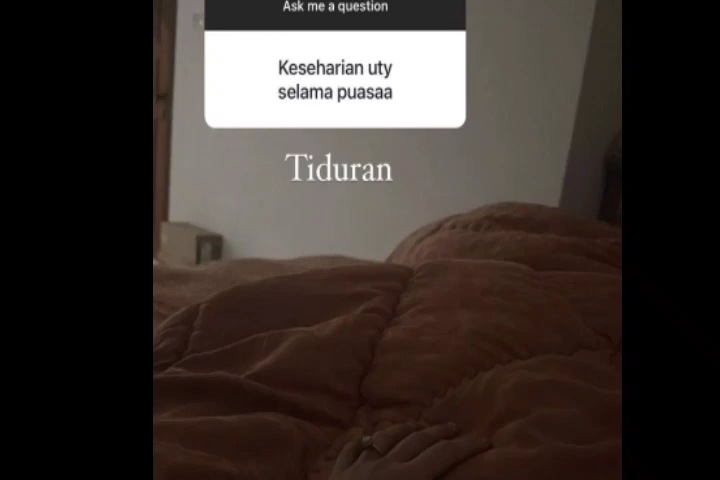 Ask me a question
Keseharian uty
selama puasaa
Tiduran